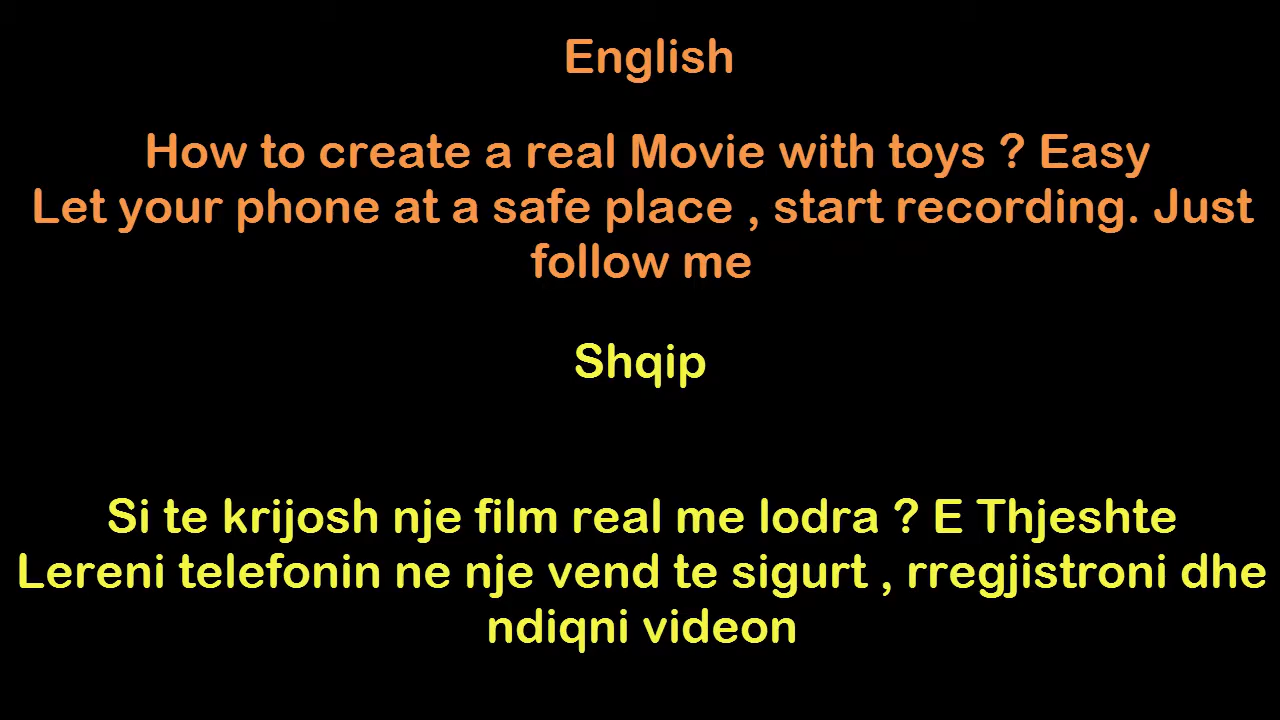 English
How to create a real Movie with toys ? Easy
Let your phone at a safe place , start recording. Just
follow me
Shqip
Si te krijosh nje film real me lodra ? E Thjeshte
Lereni telefonin ne nje vend te sigurt , rregjistroni dhe
ndiqni videon